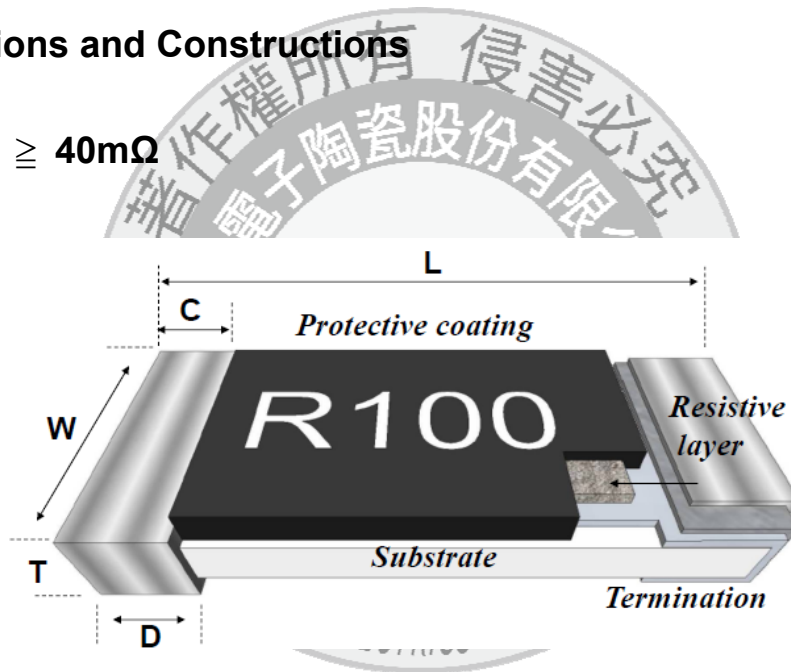 ions and Constructions
著作權所有 侵害必究
≧ 40mΩ
電子陶瓷股份有限公
L
C
Protective coating
R100
W
Resistive
layer
T
Substrate
Termination
D